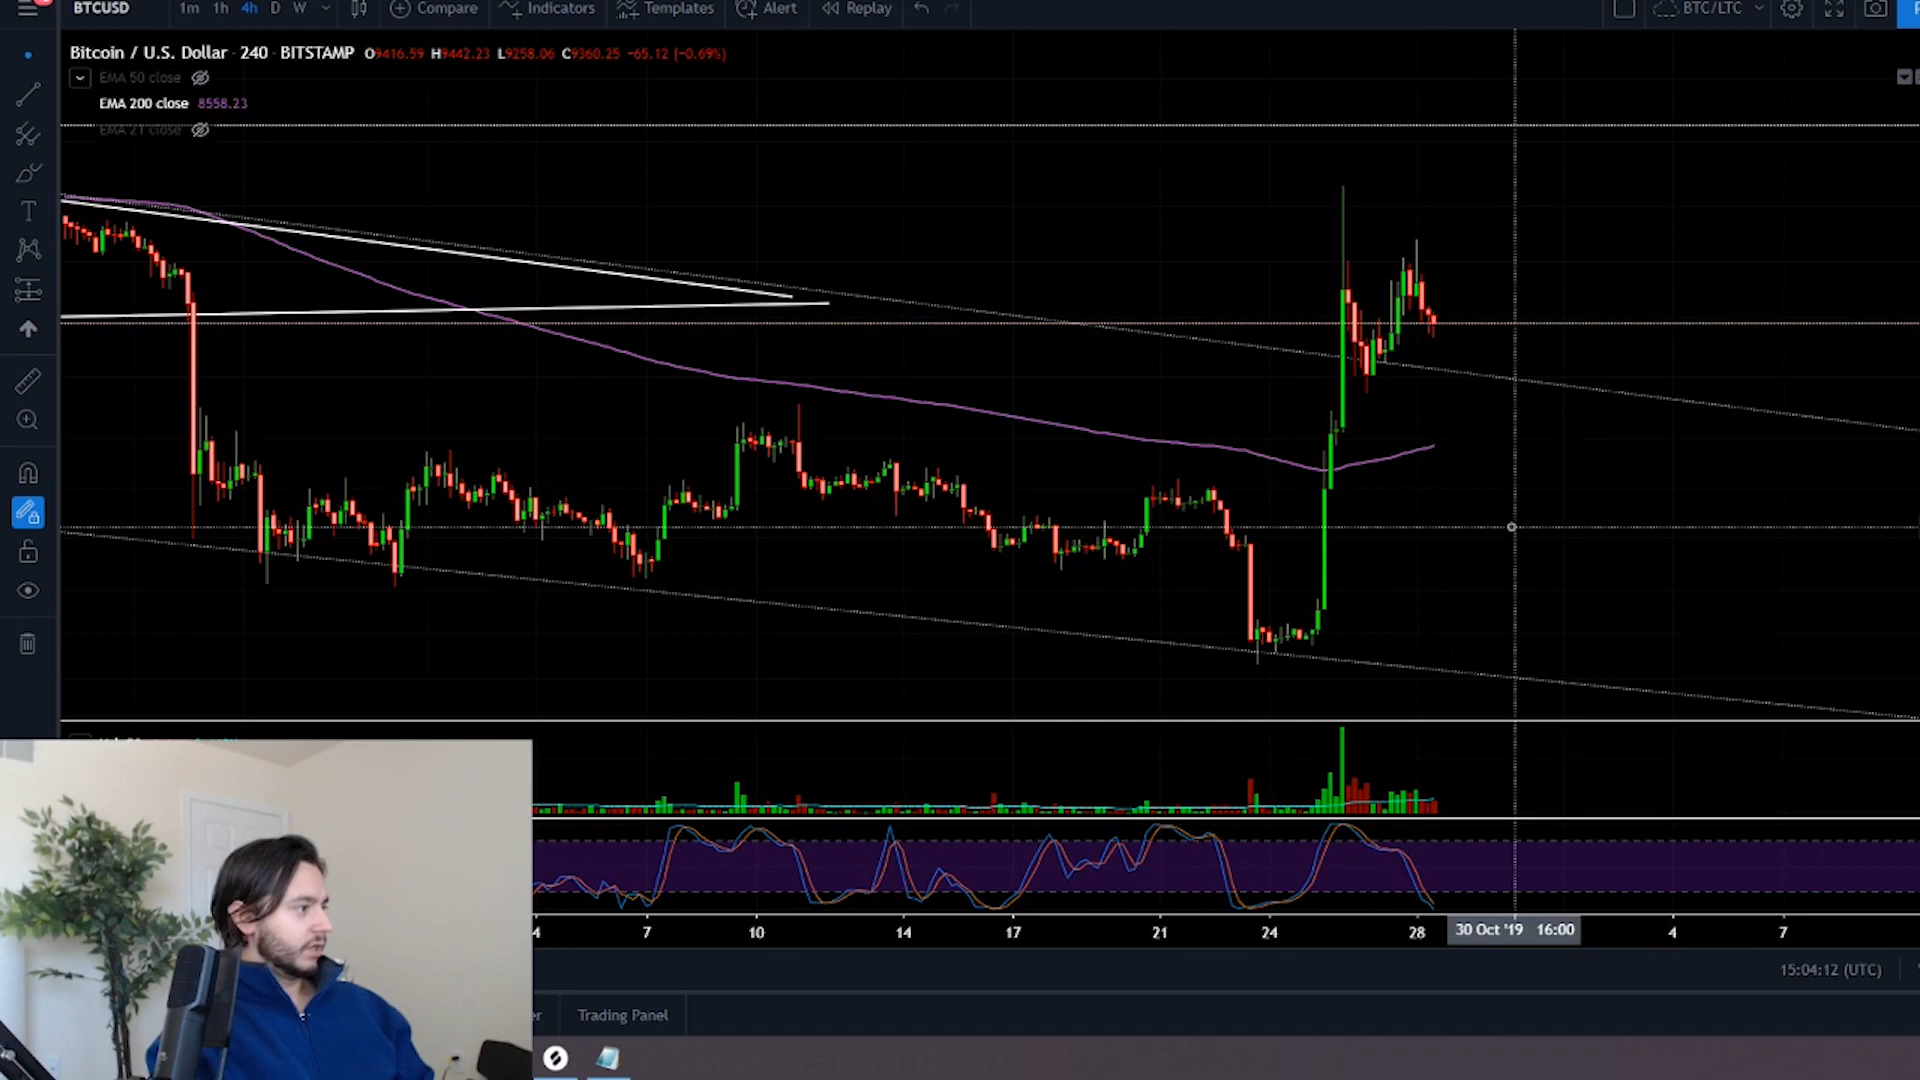 BTCUSD 1m 1h 4h D W Compare Indicators Templates Alert Replay BTC/LTC
Bitcoin / U.S. Dollar · 240 · BITSTAMP O9416.59 H9442.23 L9258.06 C9360.25 -65.12 (-0.69%)
EMA 50 close
EMA 200 close 8558.23
EMA 21 close
4 7 10 14 17 21 24 28 30 Oct '19 16:00 4 7
15:04:12 (UTC)
Trading Panel